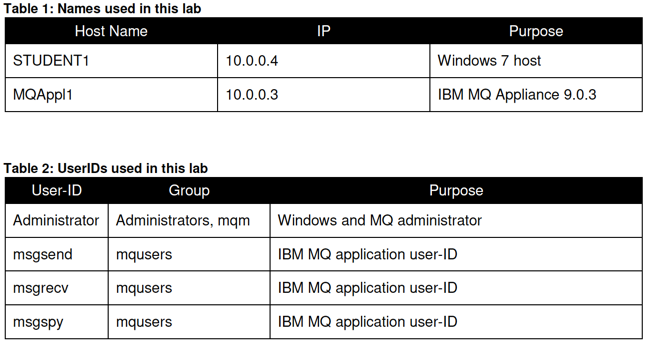 Table 1: Names used in this lab
Host Name IP Purpose
STUDENT1 10.0.0.4 Windows 7 host
MQAppl1 10.0.0.3 IBM MQ Appliance 9.0.3
Table 2: UserIDs used in this lab
User-ID Group Purpose
Administrator Administrators, mqm Windows and MQ administrator
msgsend mqusers IBM MQ application user-ID
msgrecv mqusers IBM MQ application user-ID
msgspy mqusers IBM MQ application user-ID